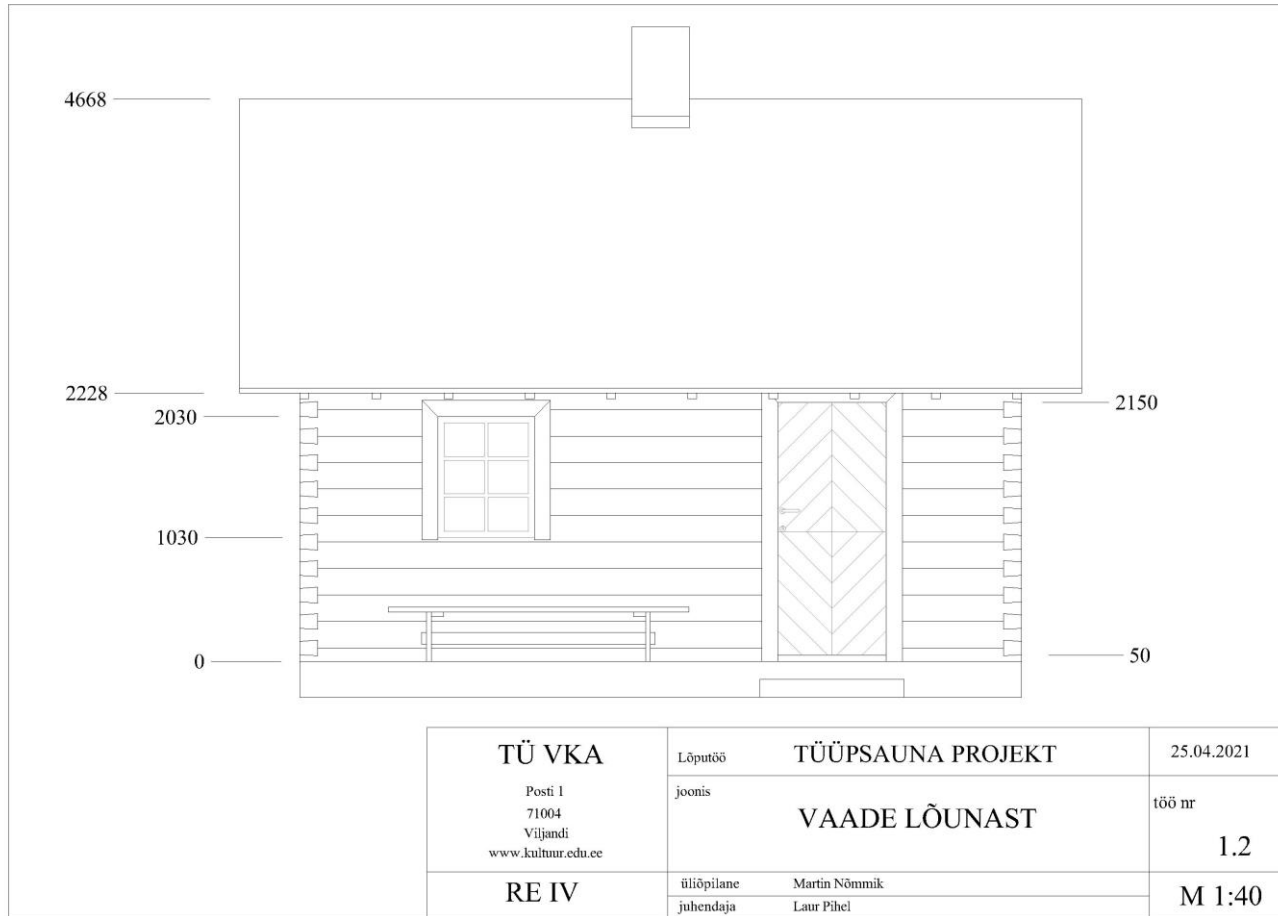 4668
2228
2030
2150
1030
0
50
TÜ VKA
Posti 1
71004
Viljandi
www.kultuur.edu.ee
RE IV
Lõputöö TÜÜPSAUNA PROJEKT
joonis
VAADE LÕUNAST
üliõpilane Martin Nõmmik
juhendaja Laur Pihel
25.04.2021
töö nr
1.2
M 1:40